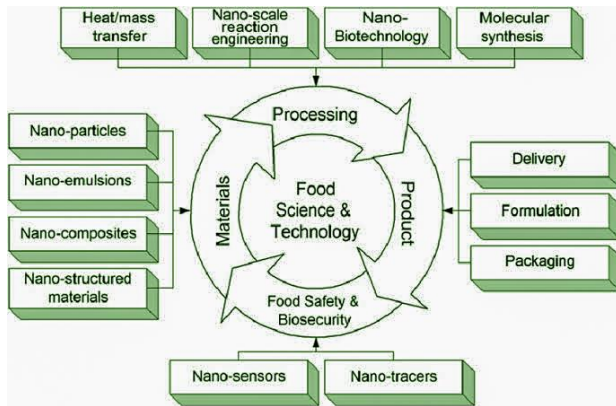 Heat/mass
transfer
Nano-scale
reaction engineering
Nano-
Biotechnology
Molecular
synthesis
Processing
Nano-particles
Nano-emulsions
Nano-composites
Nano-structured
materials
Materials
Food
Science &
Technology
Product
Delivery
Formulation
Packaging
Food Safety &
Biosecurity
Nano-sensors
Nano-tracers